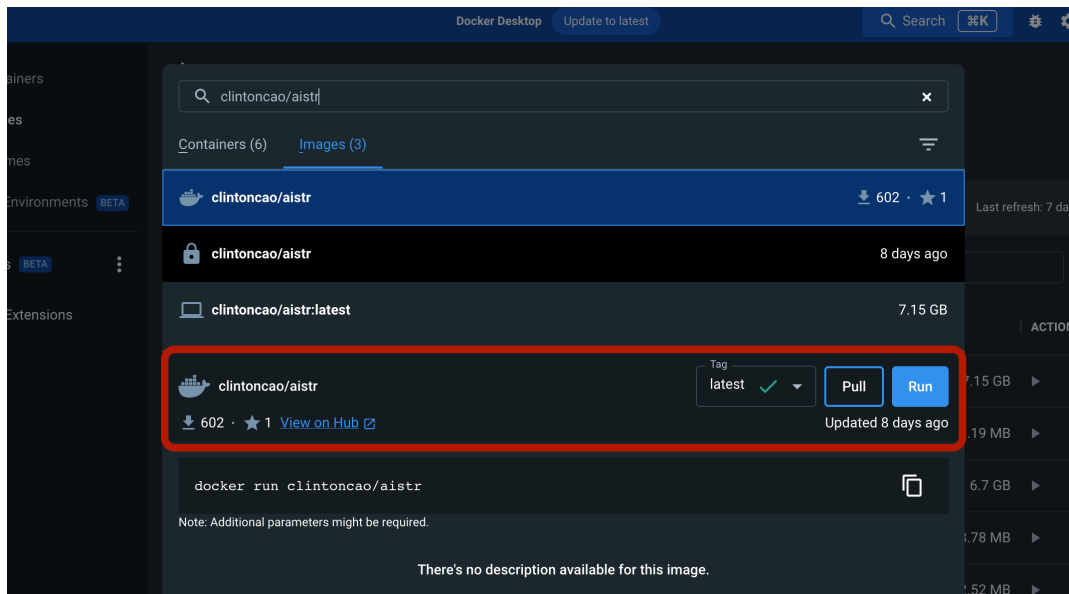 Docker Desktop Update to latest Search ⌘K
ainers
es
mes
Environments BETA
s BETA
Extensions
clintoncao/aistr
Containers (6) Images (3)
clintoncao/aistr 602 · 1
clintoncao/aistr 8 days ago
clintoncao/aistr:latest 7.15 GB
Last refresh: 7 da
ACTION
Tag
clintoncao/aistr latest Pull Run
602 · 1 View on Hub Updated 8 days ago
docker run clintoncao/aistr
Note: Additional parameters might be required.
There's no description available for this image.
7.15 GB
.19 MB
6.7 GB
.78 MB
.52 MB